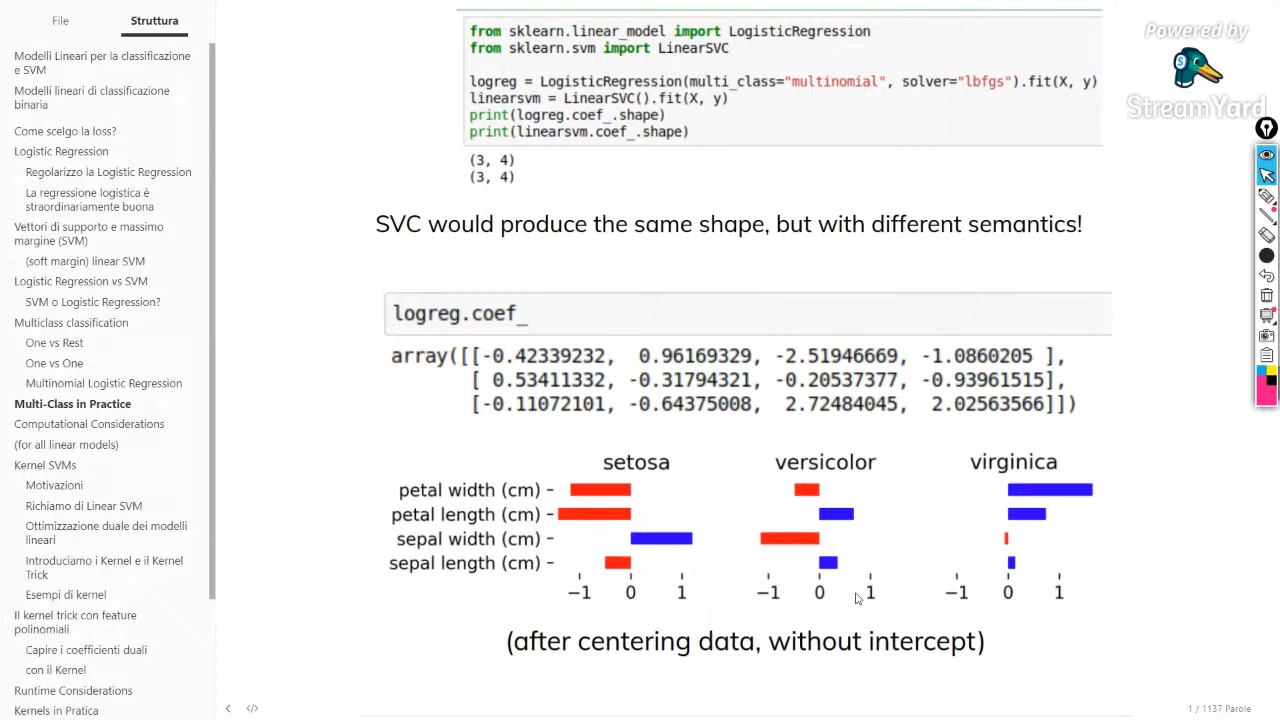 File
Struttura
Modelli Lineari per la classificazione
e SVM
Modelli lineari di classificazione
binaria
Come scelgo la loss?
Logistic Regression
Regolarizzo la Logistic Regression
La regressione logistica è
straordinariamente buona
Vettori di supporto e massimo
margine (SVM)
(soft margin) linear SVM
Logistic Regression vs SVM
SVM o Logistic Regression?
Multiclass classification
One vs Rest
One vs One
Multinomial Logistic Regression
Multi-Class in Practice
Computational Considerations
(for all linear models)
Kernel SVMs
Motivazioni
Richiamo di Linear SVM
Ottimizzazione duale dei modelli
lineari
Introduciamo i Kernel e il Kernel
Trick
Esempi di kernel
Il kernel trick con feature
polinomiali
Capire i coefficienti duali
con il Kernel
Runtime Considerations
Kernels in Pratica
from sklearn.linear_model import LogisticRegression
from sklearn.svm import LinearSVC
logreg = LogisticRegression(multi_class="multinomial", solver="lbfgs").fit(X, y)
linearsvm = LinearSVC().fit(X, y)
print(logreg.coef_.shape)
print(linearsvm.coef_.shape)
(3, 4)
(3, 4)
SVC would produce the same shape, but with different semantics!
logreg.coef_
array([[-0.42339232, 0.96169329, -2.51946669, -1.0860205 ],
[ 0.53411332, -0.31794321, -0.20537377, -0.93961515],
[-0.11072101, -0.64375008, 2.72484045, 2.02563566]])
setosa versicolor virginica
petal width (cm)
petal length (cm)
sepal width (cm)
sepal length (cm)
−1 0 1 −1 0 1 −1 0 1
(after centering data, without intercept)
1 / 1137 Parole
Powered by
StreamYard